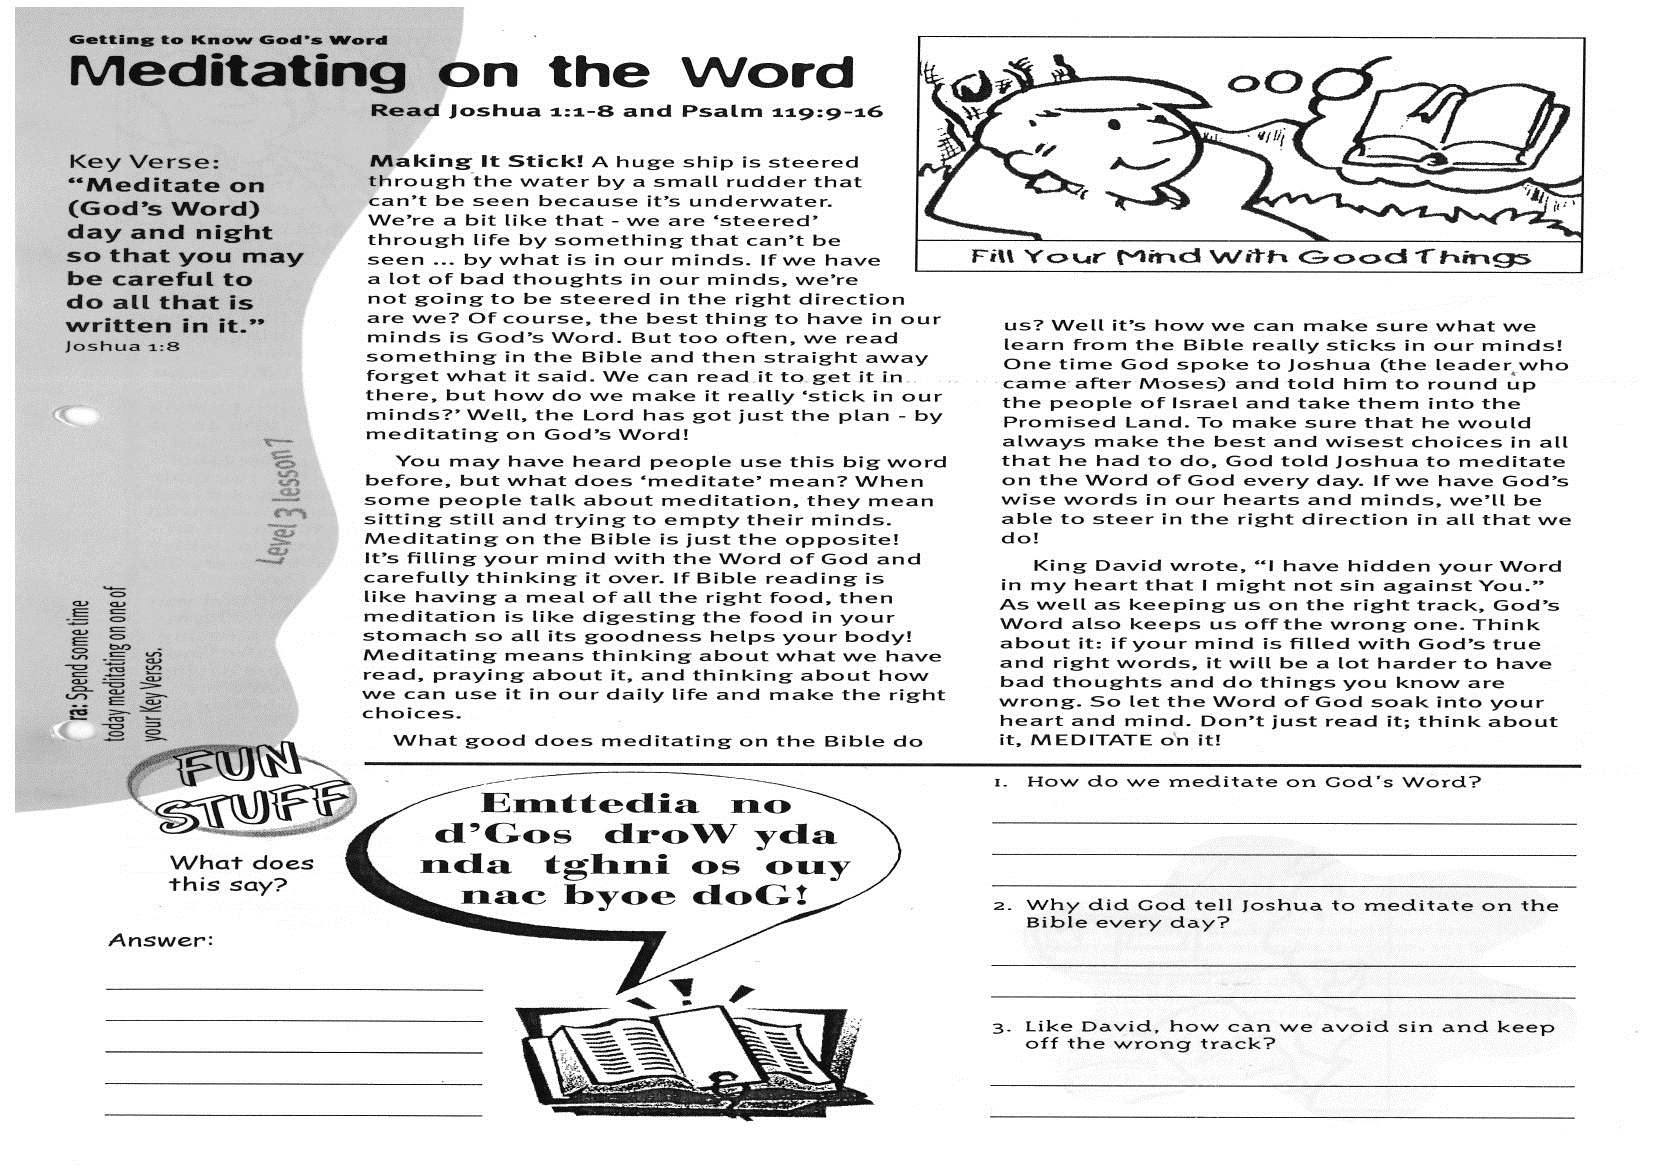 Getting to Know God's Word
Meditating on the Word
Read Joshua 1:1-8 and Psalm 119:9-16
Key Verse:
“Meditate on
(God's Word)
day and night
so that you may
be careful to
do all that is
written in it.”
Joshua 1:8
Level 3 lesson 1
ra: Spend some time
today meditating on one of
your Key Verses.
Making It Stick! A huge ship is steered
through the water by a small rudder that
can't be seen because it's underwater.
We're a bit like that - we are ‘steered’
through life by something that can't be
seen ... by what is in our minds. If we have
a lot of bad thoughts in our minds, we're
not going to be steered in the right direction
are we? Of course, the best thing to have in our
minds is God's Word. But too often, we read
something in the Bible and then straight away
forget what it said. We can read it to get it in
there, but how do we make it really ‘stick in our
minds?’ Well, the Lord has got just the plan - by
meditating on God's Word!
You may have heard people use this big word
before, but what does ‘meditate’ mean? When
some people talk about meditation, they mean
sitting still and trying to empty their minds.
Meditating on the Bible is just the opposite!
It's filling your mind with the Word of God and
carefully thinking it over. If Bible reading is
like having a meal of all the right food, then
meditation is like digesting the food in your
stomach so all its goodness helps your body!
Meditating means thinking about what we have
read, praying about it, and thinking about how
we can use it in our daily life and make the right
choices.
What good does meditating on the Bible do
Fill Your Mind With Good Things
us? Well it's how we can make sure what we
learn from the Bible really sticks in our minds!
One time God spoke to Joshua (the leader who
came after Moses) and told him to round up
the people of Israel and take them into the
Promised Land. To make sure that he would
always make the best and wisest choices in all
that he had to do, God told Joshua to meditate
on the Word of God every day. If we have God's
wise words in our hearts and minds, we'll be
able to steer in the right direction in all that we
do!
King David wrote, “I have hidden your Word
in my heart that I might not sin against You.”
As well as keeping us on the right track, God's
Word also keeps us off the wrong one. Think
about it: if your mind is filled with God's true
and right words, it will be a lot harder to have
bad thoughts and do things you know are
wrong. So let the Word of God soak into your
heart and mind. Don't just read it; think about
it, MEDITATE on it!
FUN
STUFF
What does
this say?
Answer:
Emttedia no
d'Gos droW yda
nda tghni os ouy
nac byoe doG!
1. How do we meditate on God's Word?
2. Why did God tell Joshua to meditate on the
Bible every day?
3. Like David, how can we avoid sin and keep
off the wrong track?